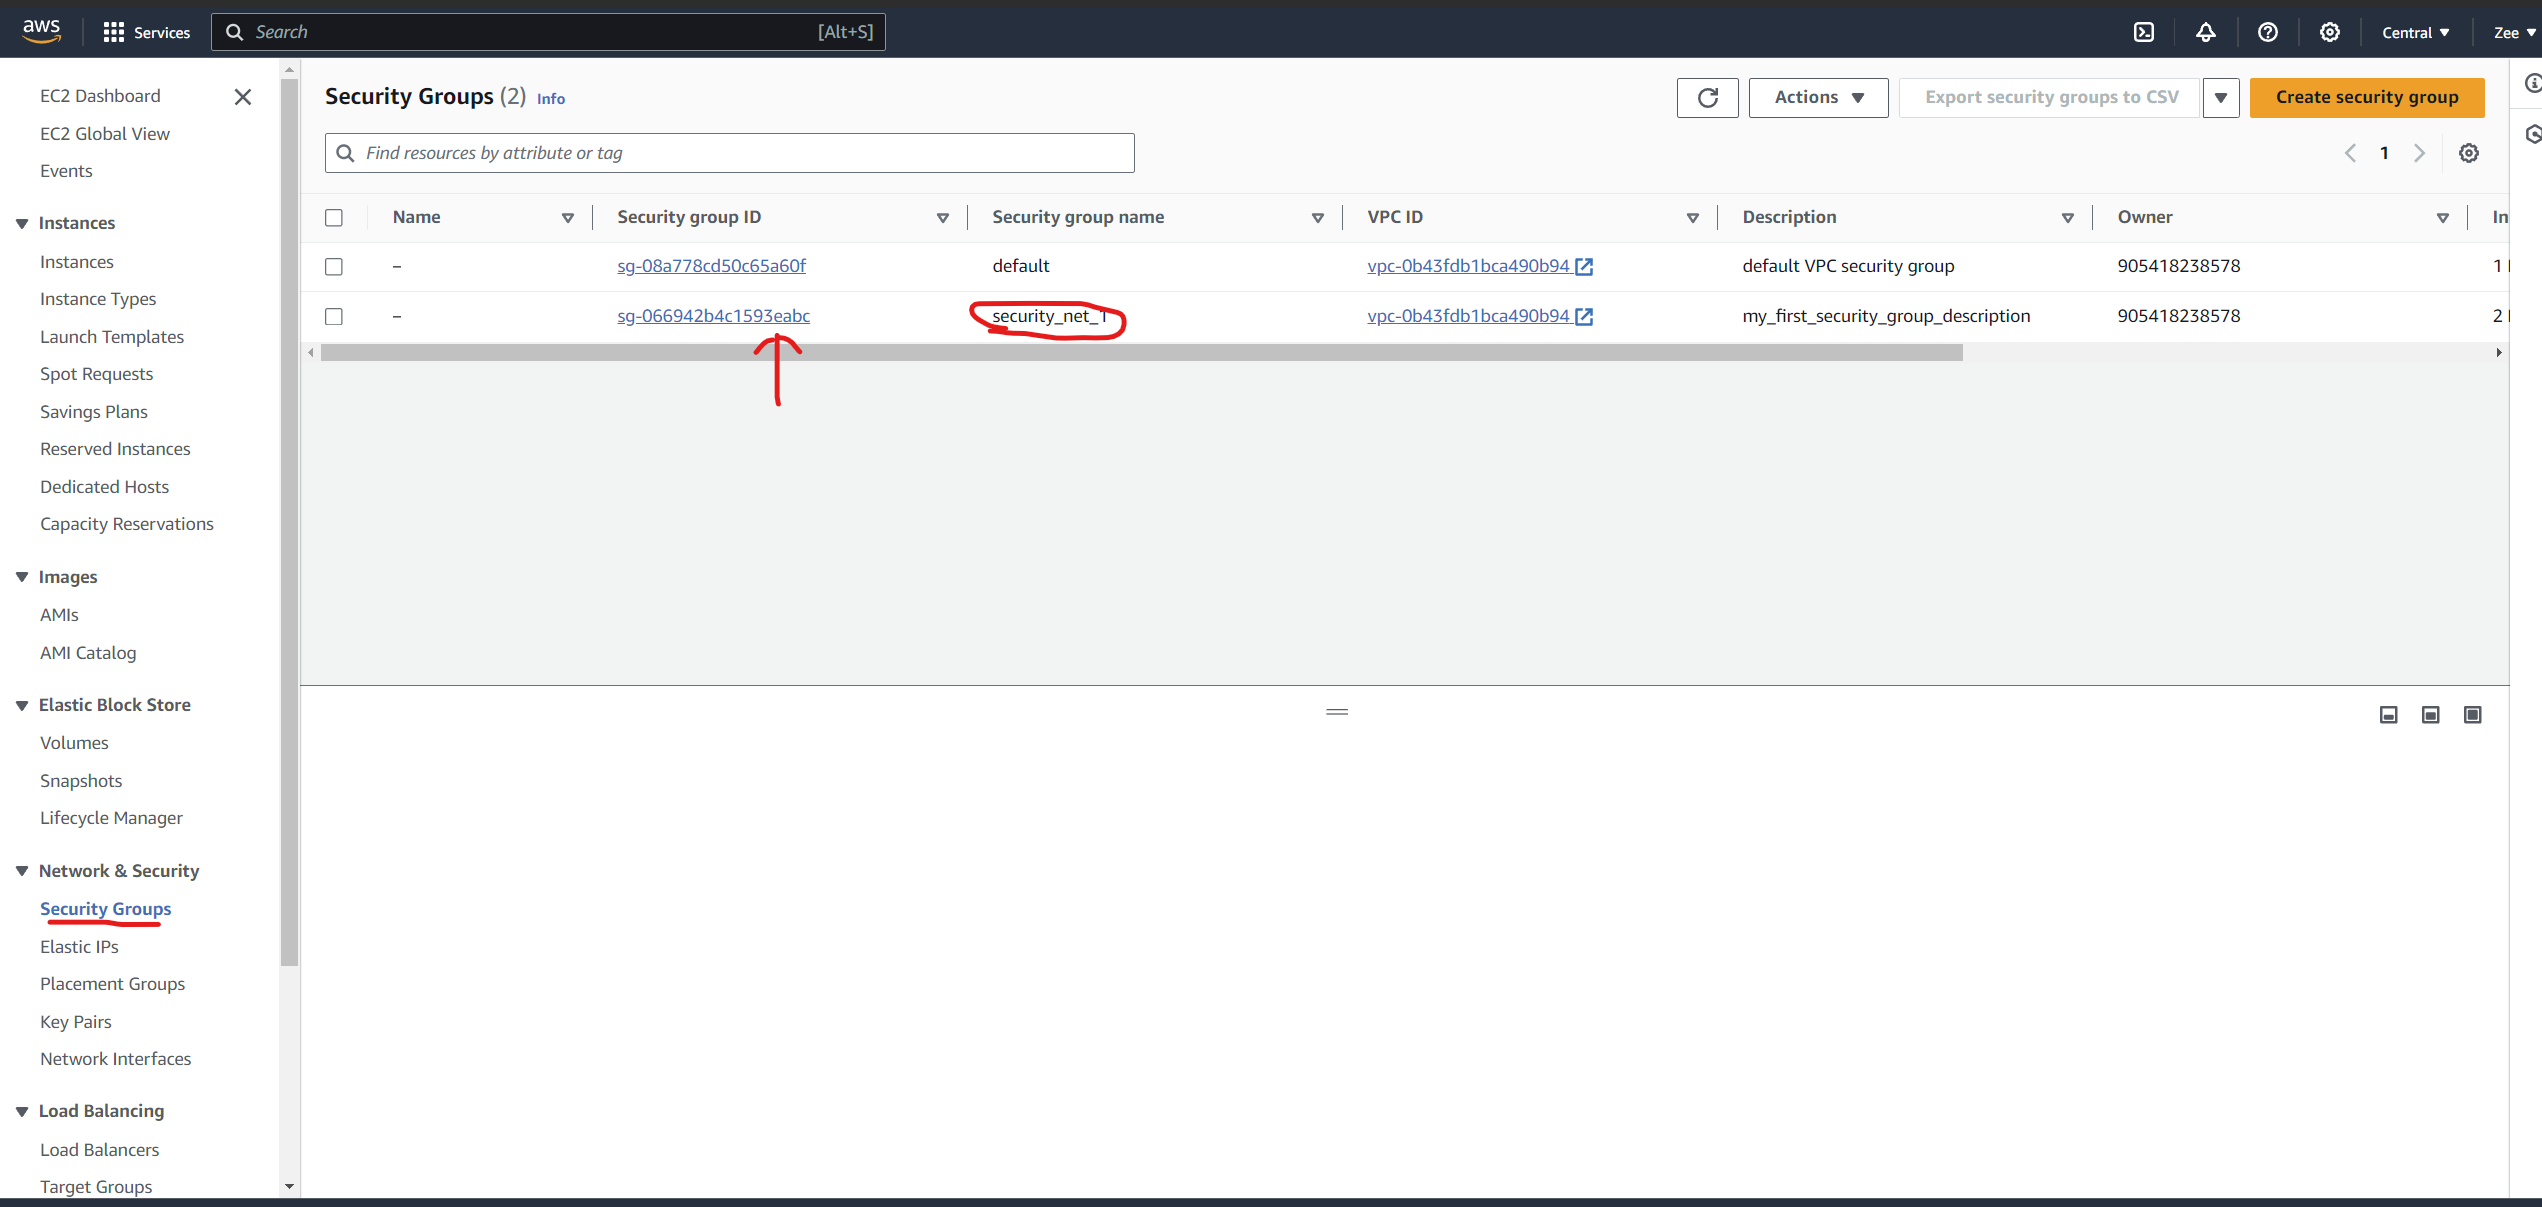 aws Services Search [Alt+S] Central Zee
EC2 Dashboard
EC2 Global View
Events
Instances
Instances
Instance Types
Launch Templates
Spot Requests
Savings Plans
Reserved Instances
Dedicated Hosts
Capacity Reservations
Images
AMIs
AMI Catalog
Elastic Block Store
Volumes
Snapshots
Lifecycle Manager
Network & Security
Security Groups
Elastic IPs
Placement Groups
Key Pairs
Network Interfaces
Load Balancing
Load Balancers
Target Groups
Security Groups (2) Info Actions Export security groups to CSV Create security group
Find resources by attribute or tag 1
Name Security group ID Security group name VPC ID Description Owner In
– sg-08a778cd50c65a60f default vpc-0b43fdb1bca490b94 default VPC security group 905418238578 1
– sg-066942b4c1593eabc security_net_1 vpc-0b43fdb1bca490b94 my_first_security_group_description 905418238578 2